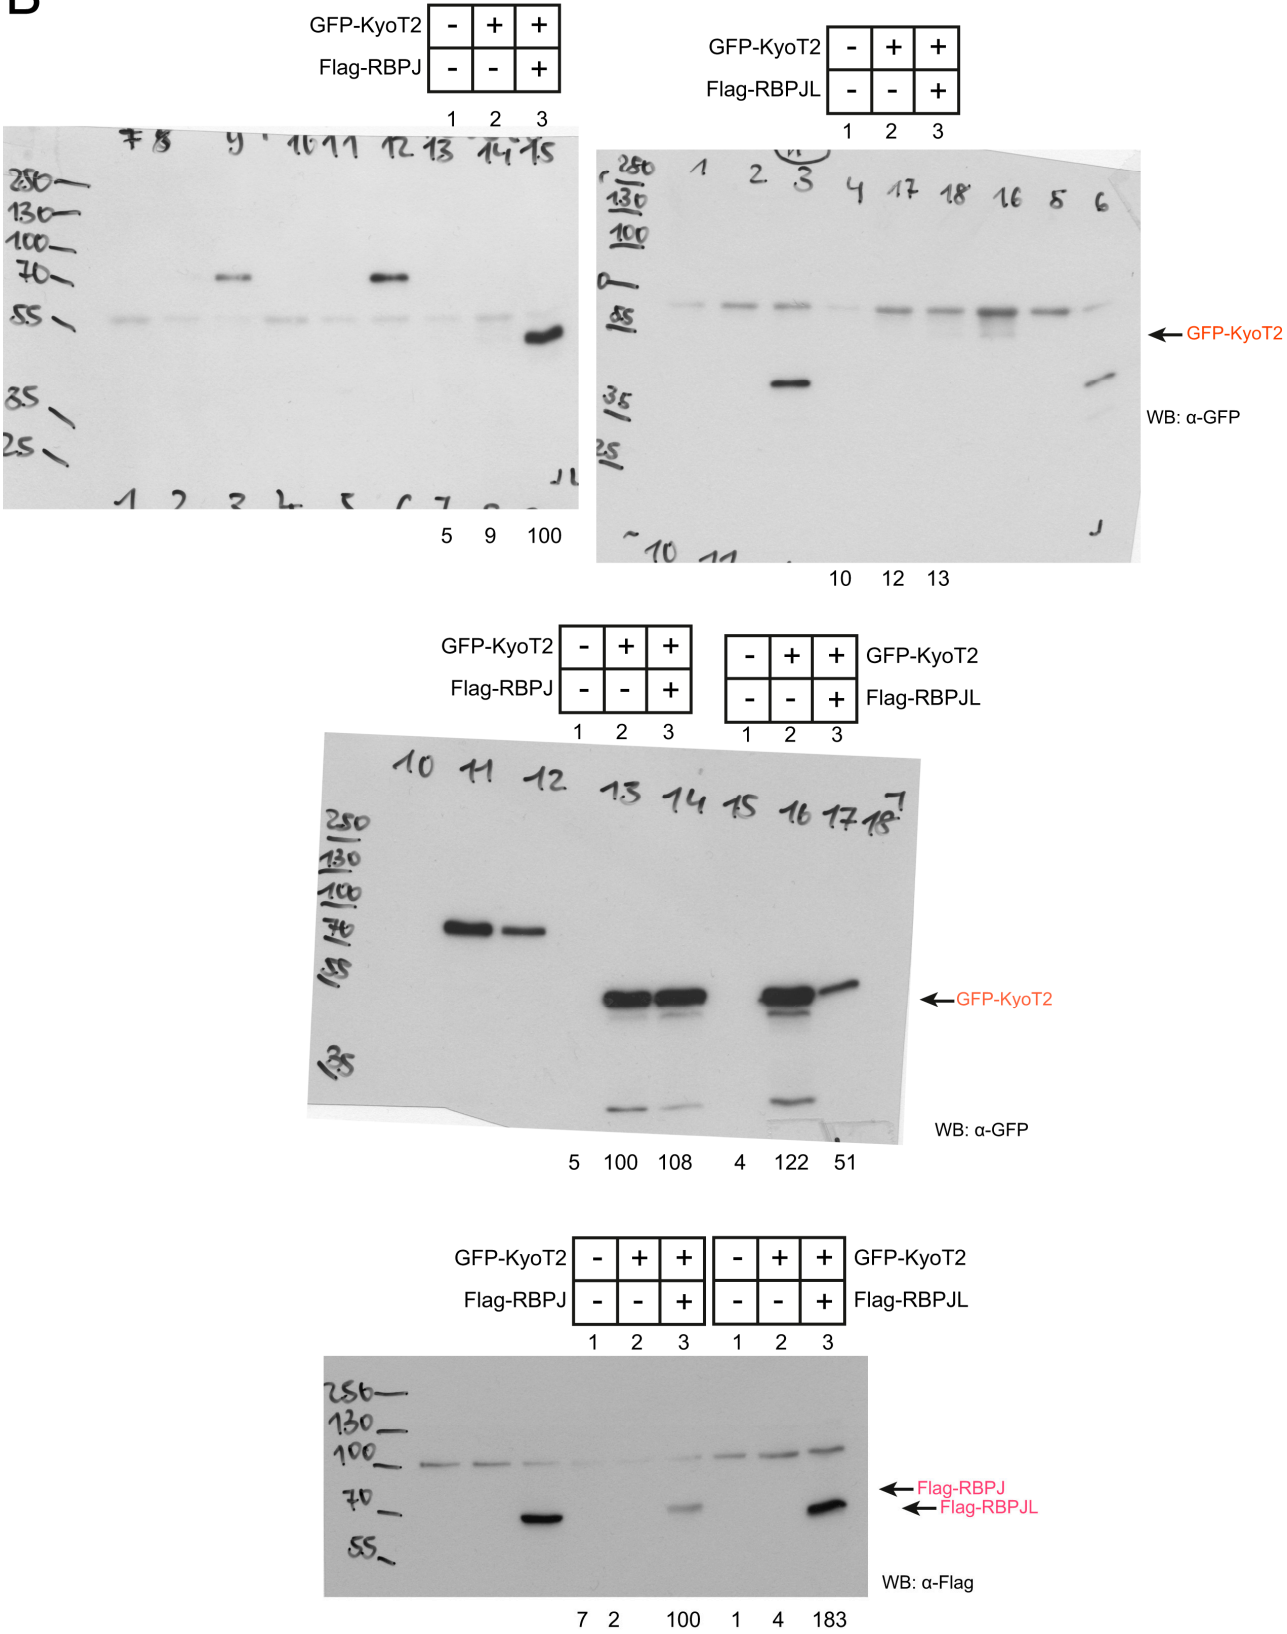 B
GFP-KyoT2 - + +
Flag-RBPJ - - +
1 2 3
GFP-KyoT2 - + +
Flag-RBPJL - - +
1 2 3
7 8 9 10 11 12 13 14 15
250
130
100
70
55
35
25
JL
1 2 3 4 5 6 7
5 9 100
1 2 3 4 17 18 16 5 6
250
130
100
55
35
25
J
10 11
GFP-KyoT2
WB: α-GFP
10 12 13
GFP-KyoT2 - + +
Flag-RBPJ - - +
1 2 3
- + + GFP-KyoT2
- - + Flag-RBPJL
1 2 3
10 11 12 13 14 15 16 17 18
250
130
100
70
55
35
GFP-KyoT2
WB: α-GFP
5 100 108 4 122 51
GFP-KyoT2 - + + - + + GFP-KyoT2
Flag-RBPJ - - + - - + Flag-RBPJL
1 2 3 1 2 3
250
130
100
70
55
Flag-RBPJ
Flag-RBPJL
WB: α-Flag
7 2 100 1 4 183